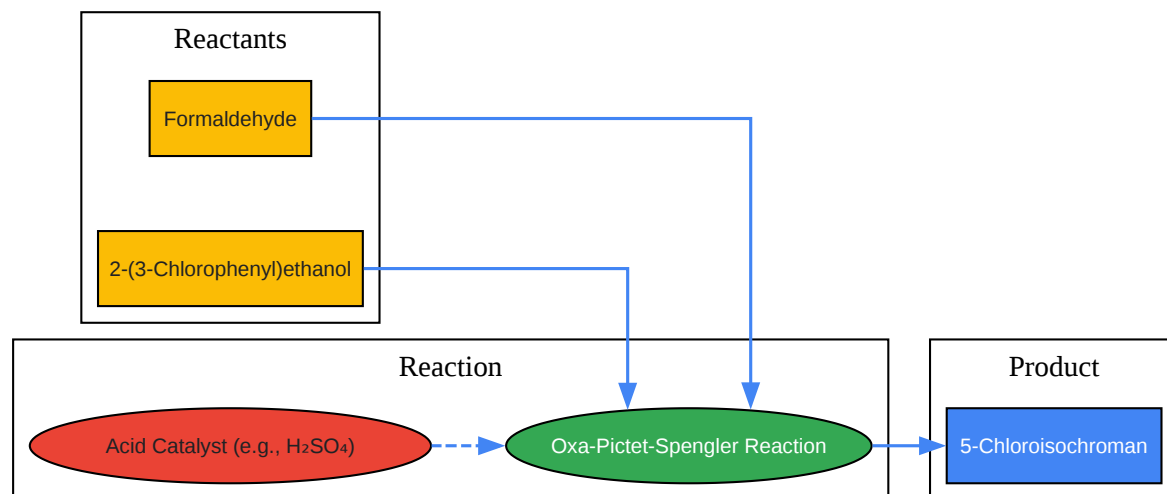 Reactants
Formaldehyde
2-(3-Chlorophenyl)ethanol
Reaction
Product
Acid Catalyst (e.g., H₂SO₄)
Oxa-Pictet-Spengler Reaction
5-Chloroisochroman